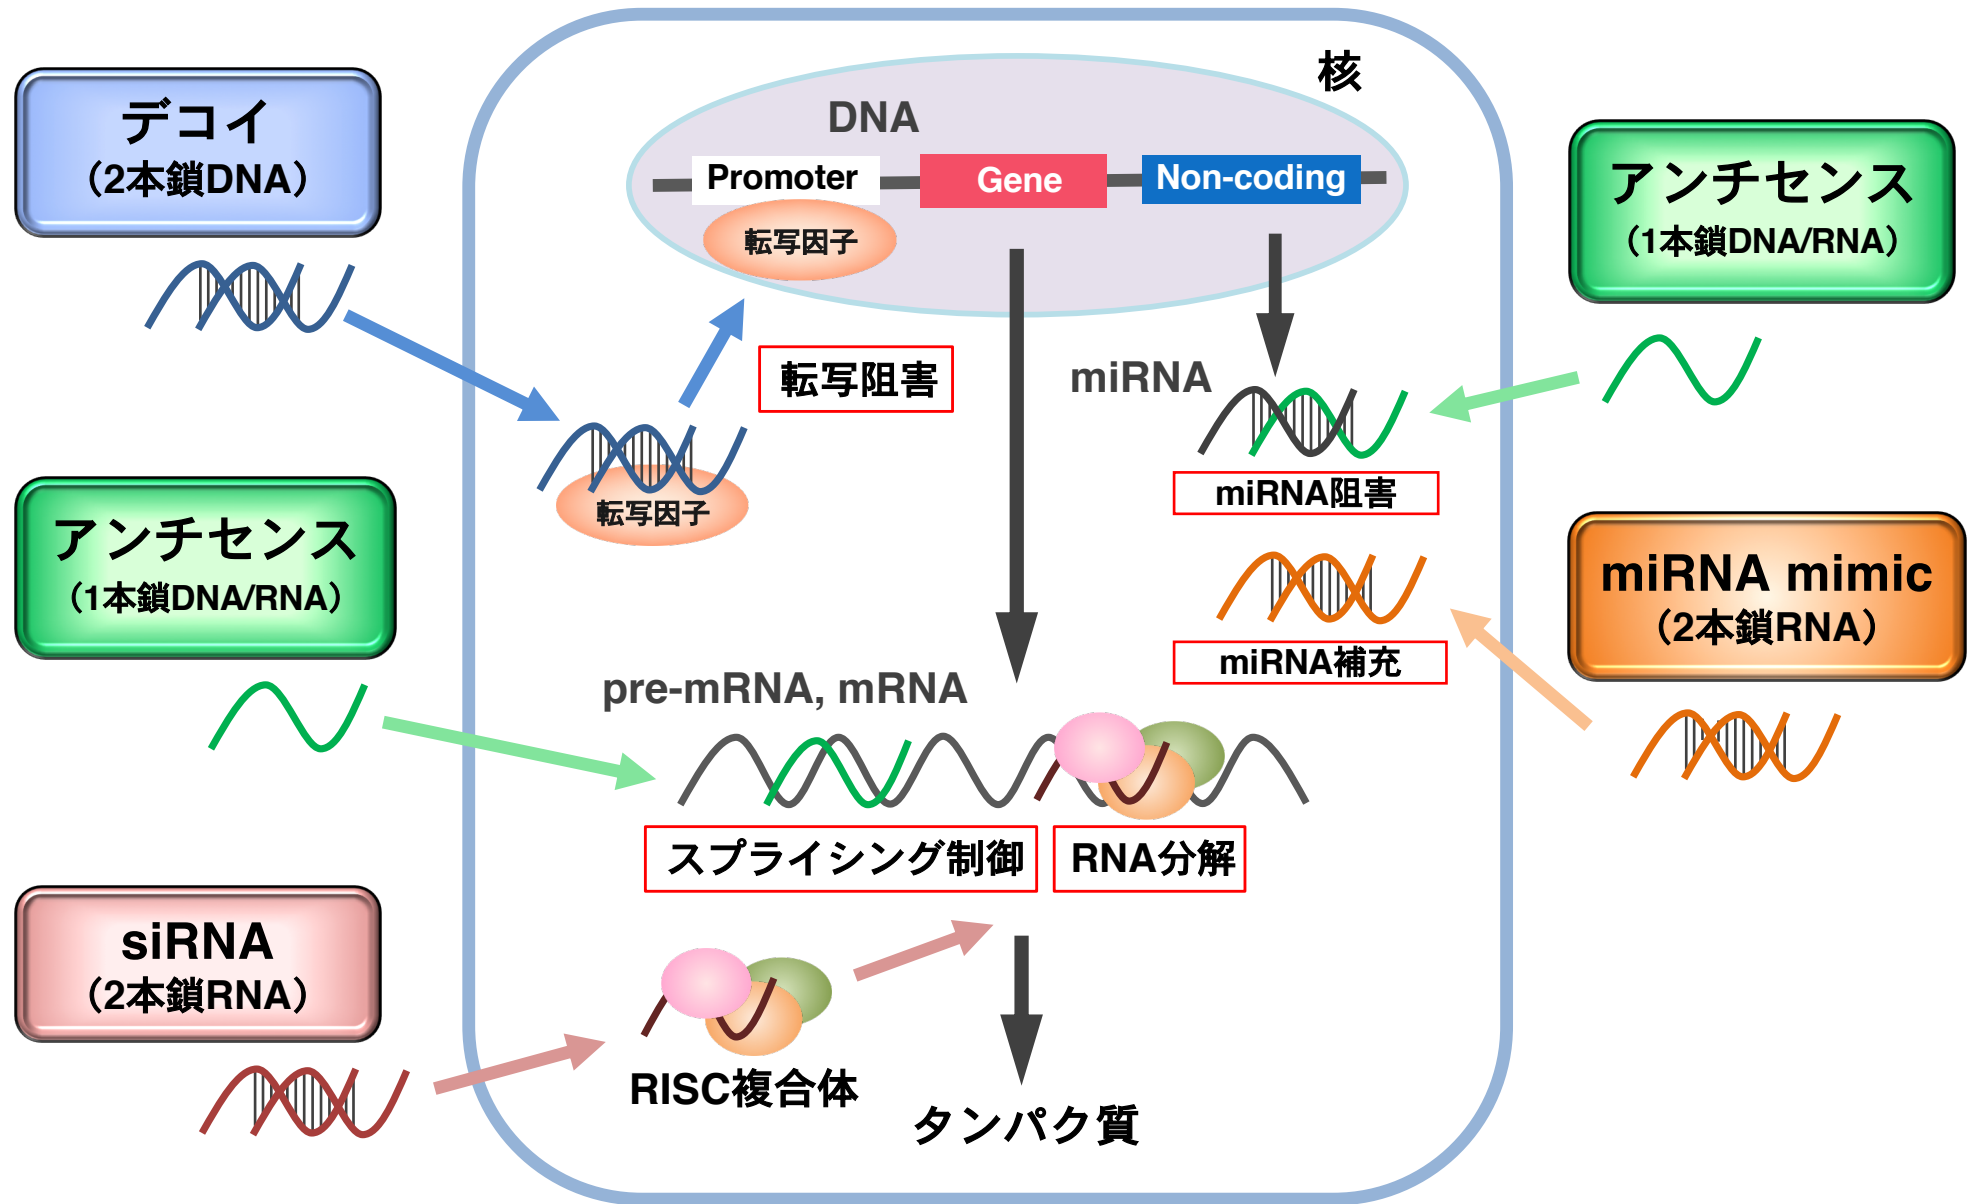 核
デコイ
（2本鎖DNA）
DNA
Promoter
Gene
Non-coding
転写因子
アンチセンス
（1本鎖DNA/RNA）
転写阻害
miRNA
転写因子
miRNA阻害
アンチセンス
（1本鎖DNA/RNA）
miRNA mimic
（2本鎖RNA）
miRNA補充
pre-mRNA, mRNA
スプライシング制御
RNA分解
siRNA
（2本鎖RNA）
RISC複合体
タンパク質